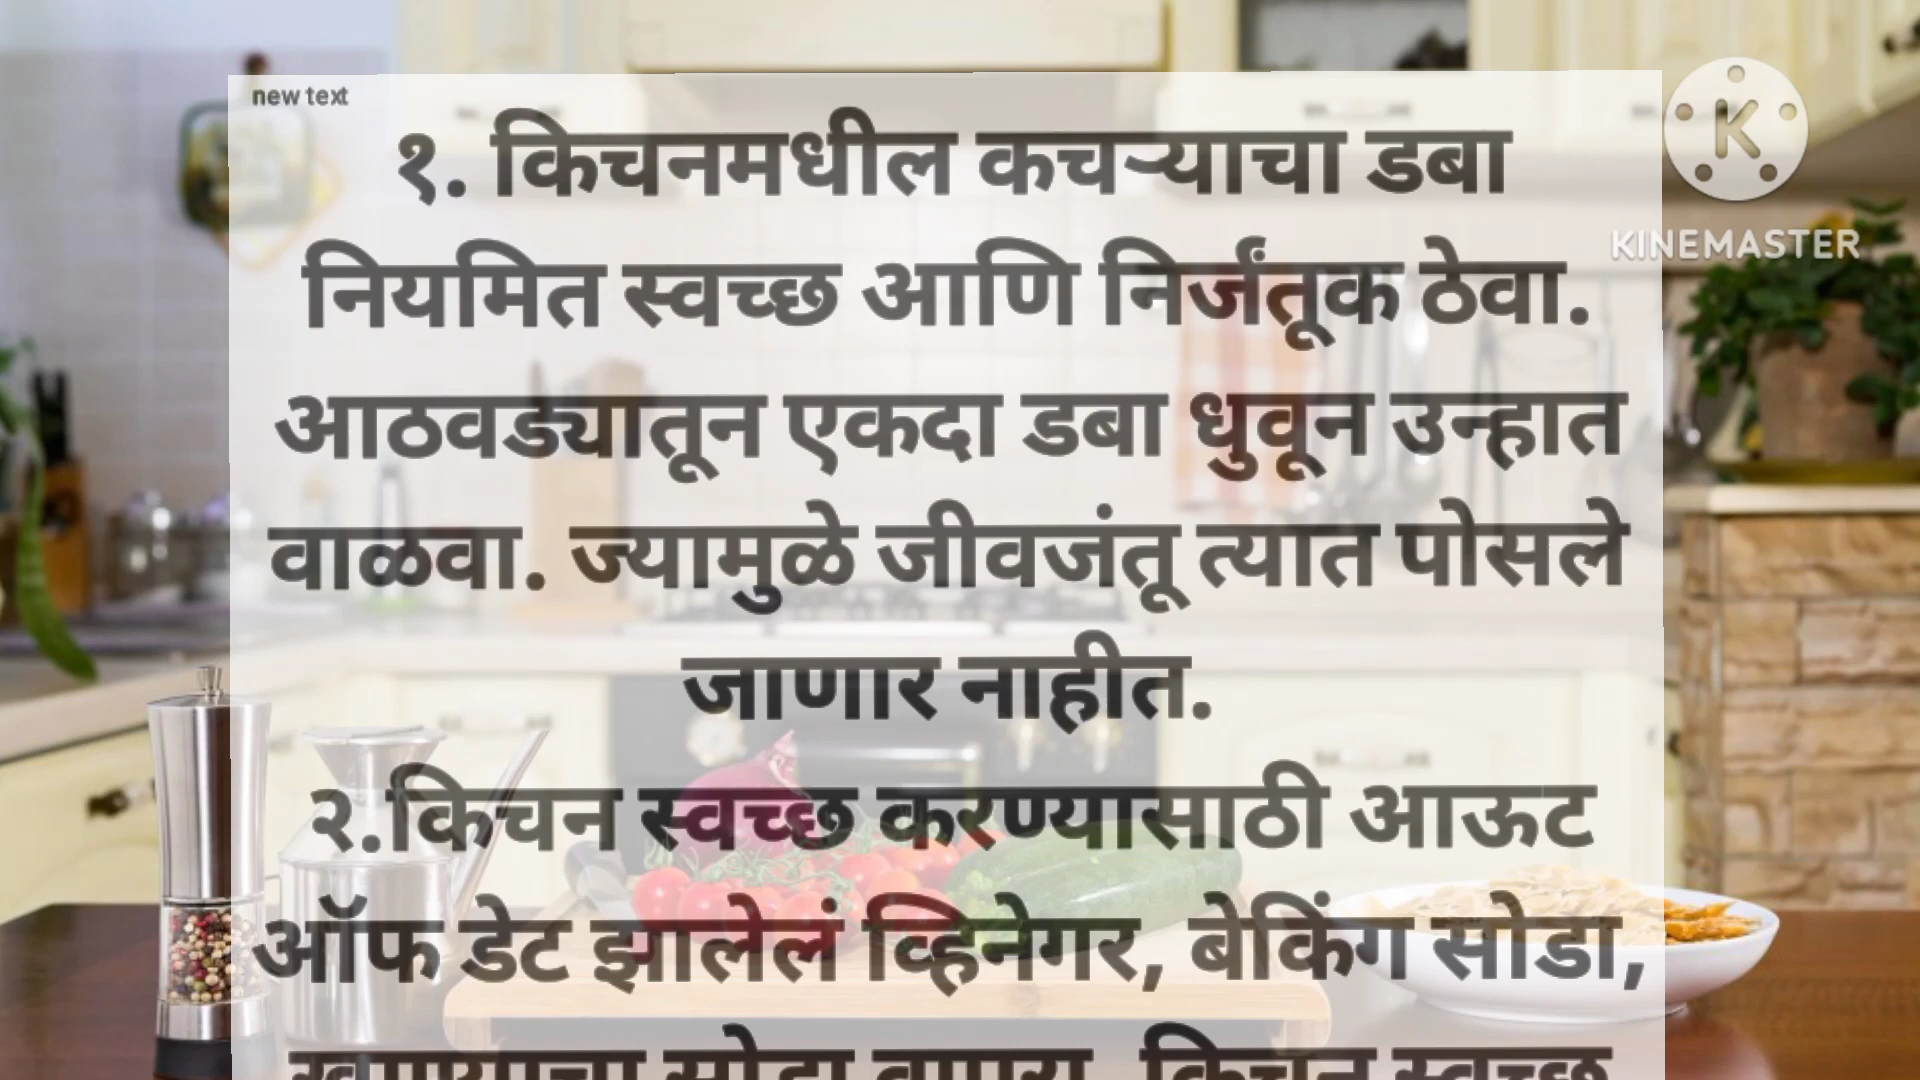 new text
१. किचनमधील कचऱ्याचा डबा
नियमित स्वच्छ आणि निर्जंतूक ठेवा.
आठवड्यातून एकदा डबा धुवून उन्हात
वाळवा. ज्यामुळे जीवजंतू त्यात पोसले
जाणार नाहीत.
२.किचन स्वच्छ करण्यासाठी आऊट
ऑफ डेट झालेलं व्हिनेगर, बेकिंग सोडा,
K
KINEMASTER